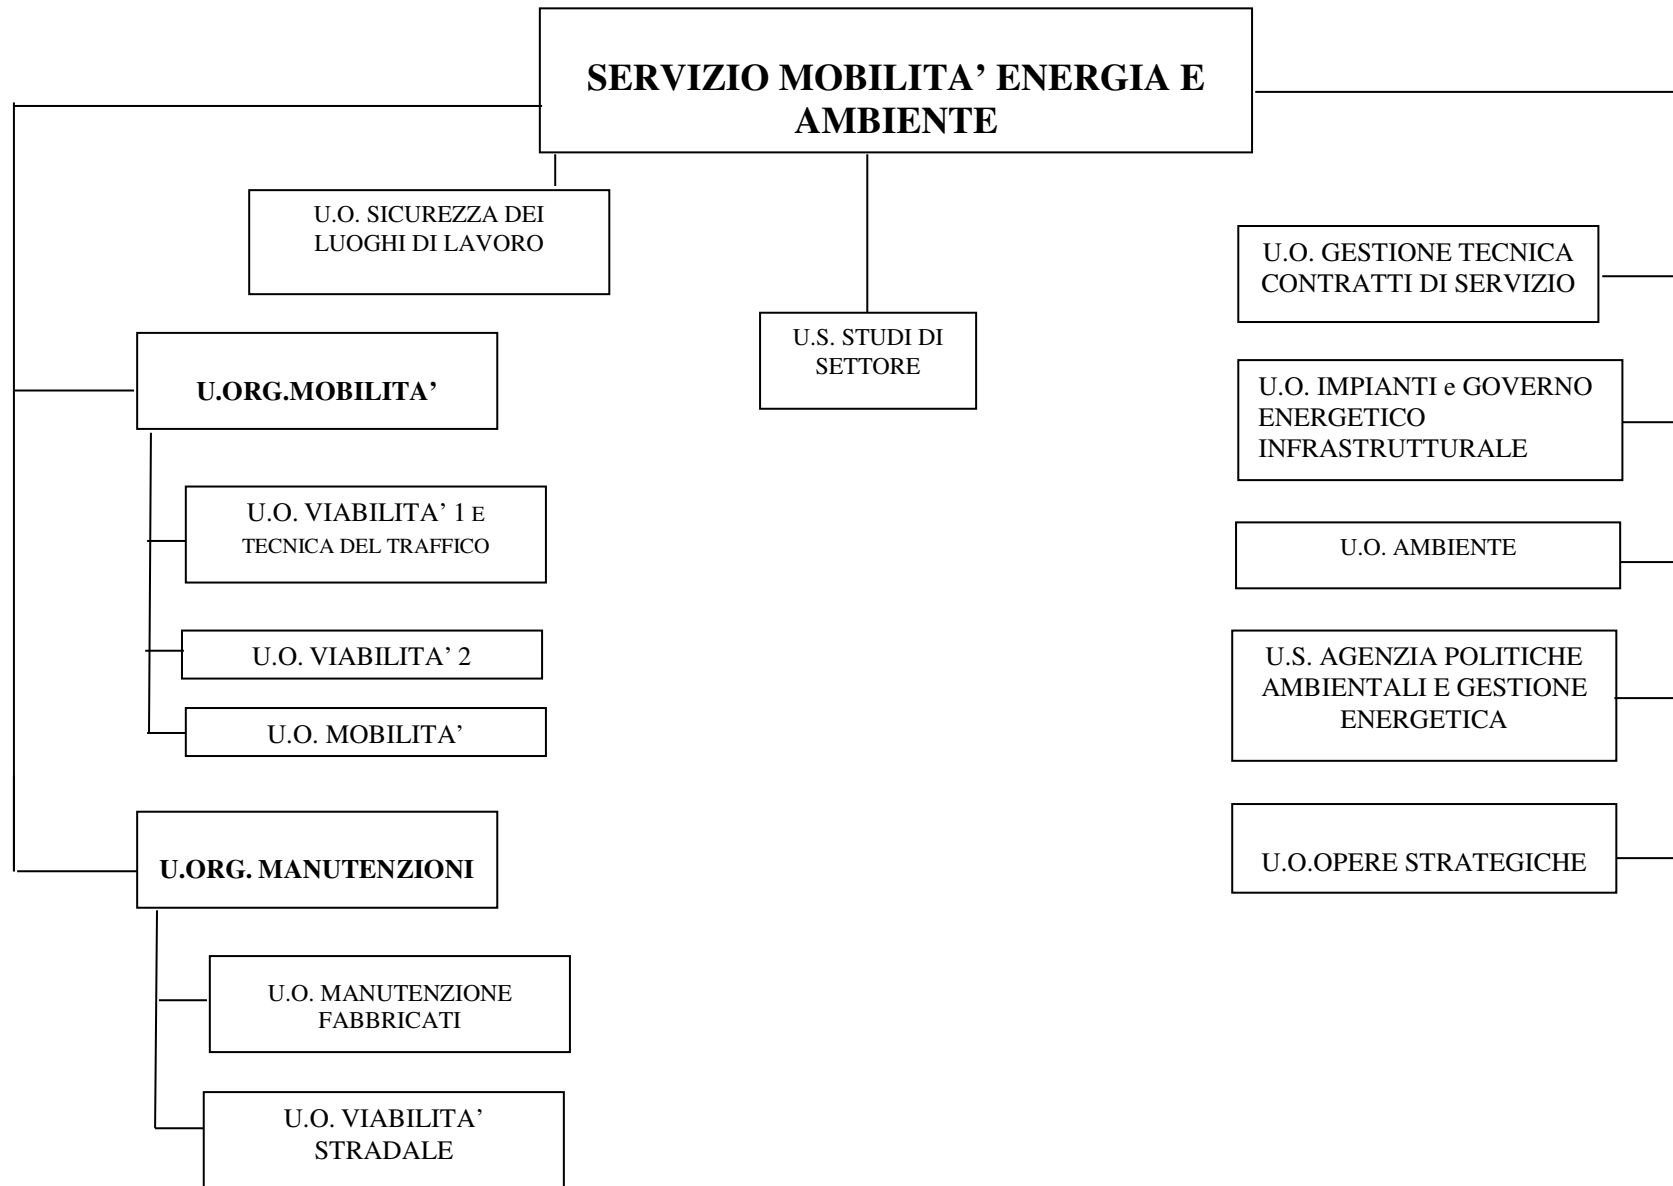 SERVIZIO MOBILITA’ ENERGIA E
AMBIENTE
U.O. SICUREZZA DEI
LUOGHI DI LAVORO
U.S. STUDI DI
SETTORE
U.ORG.MOBILITA’
U.O. VIABILITA’ 1 E
TECNICA DEL TRAFFICO
U.O. VIABILITA’ 2
U.O. MOBILITA’
U.ORG. MANUTENZIONI
U.O. MANUTENZIONE
FABBRICATI
U.O. VIABILITA’
STRADALE
U.O. GESTIONE TECNICA
CONTRATTI DI SERVIZIO
U.O. IMPIANTI e GOVERNO
ENERGETICO
INFRASTRUTTURALE
U.O. AMBIENTE
U.S. AGENZIA POLITICHE
AMBIENTALI E GESTIONE
ENERGETICA
U.O.OPERE STRATEGICHE